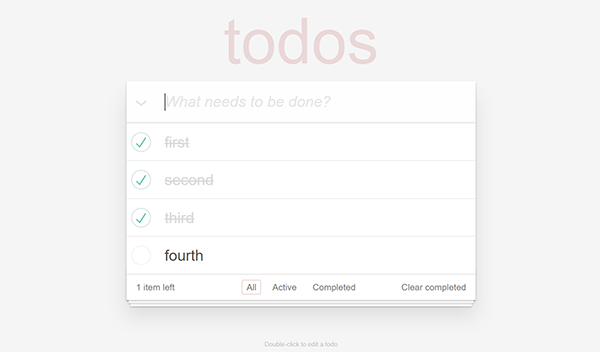 todos
What needs to be done?
first
second
third
fourth
1 item left All Active Completed Clear completed
Double-click to edit a todo